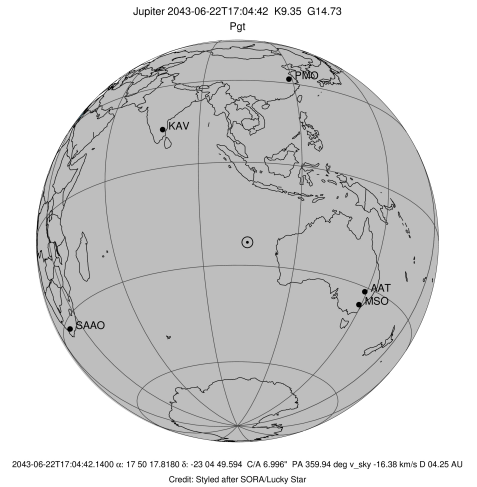 Jupiter 2043-06-22T17:04:42 K9.35 G14.73
Pgt
PMO
KAV
AAT
MSO
SAAO
2043-06-22T17:04:42.1400 α: 17 50 17.8180 δ: -23 04 49.594 C/A 6.996" PA 359.94 deg v_sky -16.38 km/s D 04.25 AU
Credit: Styled after SORA/Lucky Star